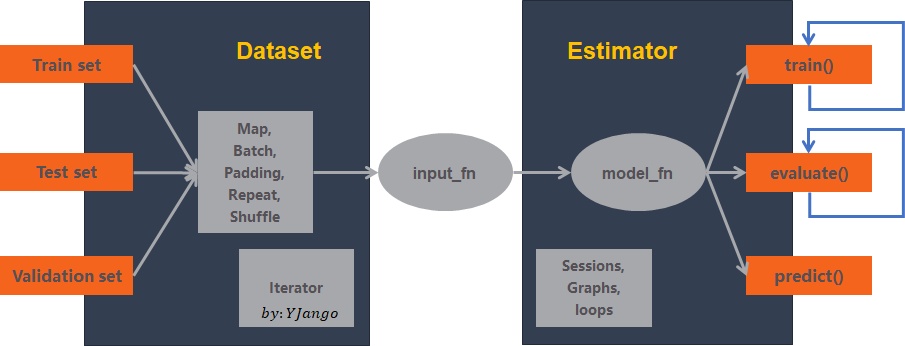 Dataset
Estimator
Train set
Test set
Validation set
Map,
Batch,
Padding,
Repeat,
Shuffle
Iterator
by:YJango
input_fn
model_fn
Sessions,
Graphs,
loops
train()
evaluate()
predict()